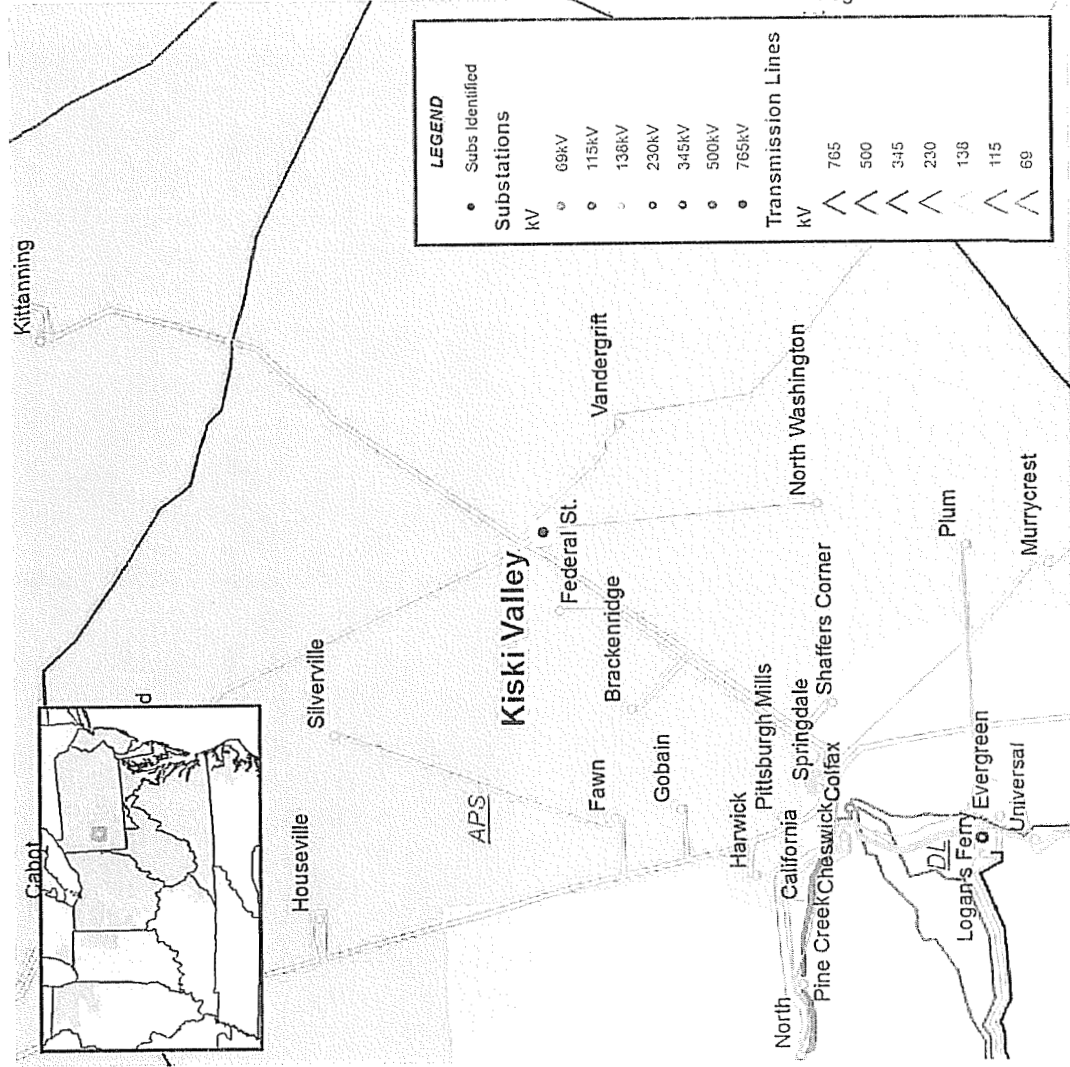 Kittanning
Cabot
d
Silverville
Houseville
APS
Kiski Valley
Federal St.
Vandergrift
Brackenridge
Fawn
Gobain
North Washington
Pittsburgh Mills
Harwick
Springdale
Shaffers Corner
California
Colfax
Cheswick
Pine Creek
North
Plum
Murrycrest
DL
Logan's Ferry
Evergreen
Universal
LEGEND
Subs Identified
Substations
kV
69kV
115kV
138kV
230kV
345kV
500kV
765kV
Transmission Lines
kV
765
500
345
230
138
115
69